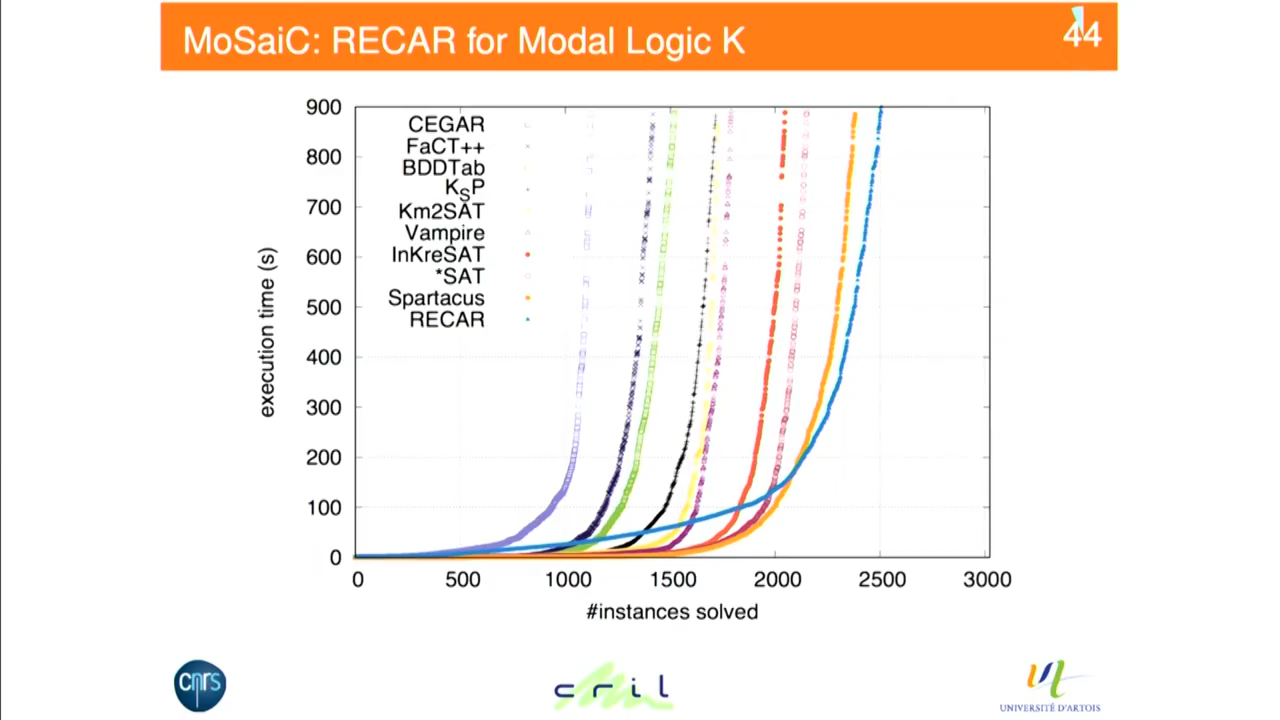 MoSaiC: RECAR for Modal Logic K
44
900
800
700
600
500
400
300
200
100
0
execution time (s)
CEGAR
FaCT++
BDDTab
KSP
Km2SAT
Vampire
InKreSAT
*SAT
Spartacus
RECAR
0 500 1000 1500 2000 2500 3000
#instances solved
cnrs
cril
UNIVERSITÉ D'ARTOIS